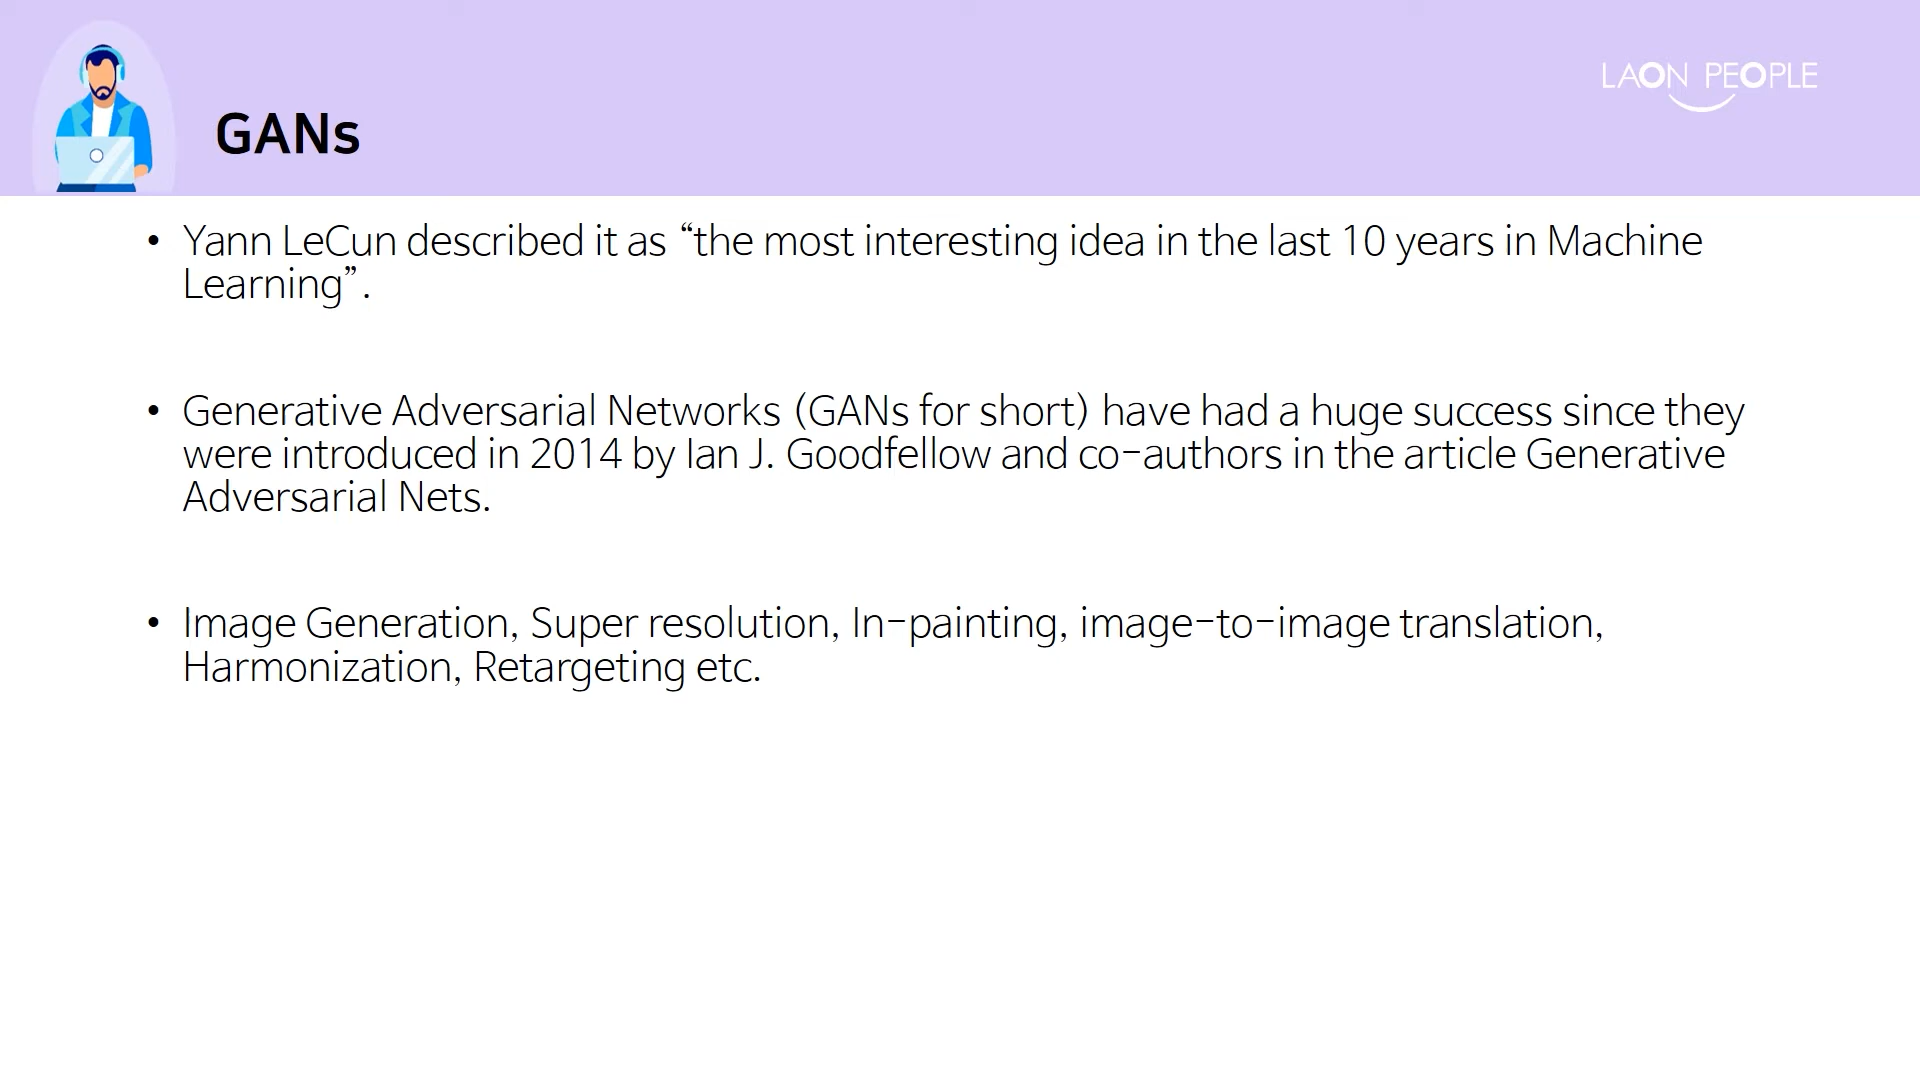 LAON PEOPLE
GANs
• Yann LeCun described it as “the most interesting idea in the last 10 years in Machine
Learning”.
• Generative Adversarial Networks (GANs for short) have had a huge success since they
were introduced in 2014 by Ian J. Goodfellow and co-authors in the article Generative
Adversarial Nets.
• Image Generation, Super resolution, In-painting, image-to-image translation,
Harmonization, Retargeting etc.